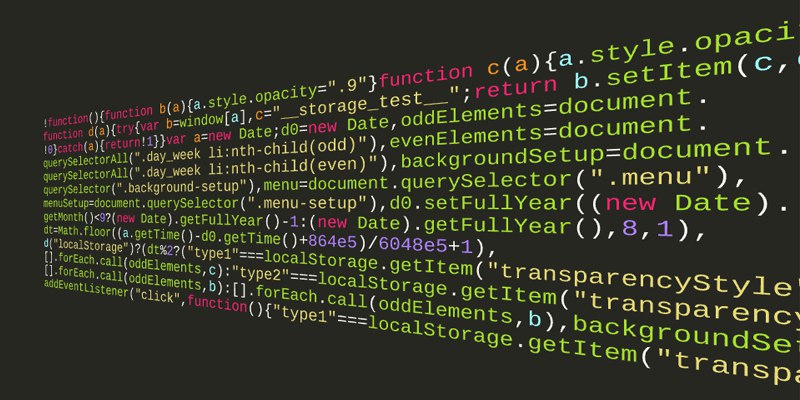 !function(){function b(a){a.style.opacity=".9"}function c(a){a.style.opaci
function d(a){try{var b=window[a],c="__storage_test__";return b.setItem(c,
!0}catch(a){return!1}}var a=new Date;d0=new Date,oddElements=document.
querySelectorAll(".day_week li:nth-child(odd)"),evenElements=document.
querySelectorAll(".day_week li:nth-child(even)"),backgroundSetup=document.
querySelector(".background-setup"),menu=document.querySelector(".menu"),
menuSetup=document.querySelector(".menu-setup"),d0.setFullYear((new Date).
getMonth()<9?(new Date).getFullYear()-1:(new Date).getFullYear(),8,1),
dt=Math.floor((a.getTime()-d0.getTime()+864e5)/6048e5+1),
d("localStorage")?(dt%2?("type1"===localStorage.getItem("transparencyStyle"
[].forEach.call(oddElements,c):"type2"===localStorage.getItem("transparency
[].forEach.call(oddElements,b):[].forEach.call(oddElements,b),backgroundSe
addEventListener("click",function(){"type1"===localStorage.getItem("transpa